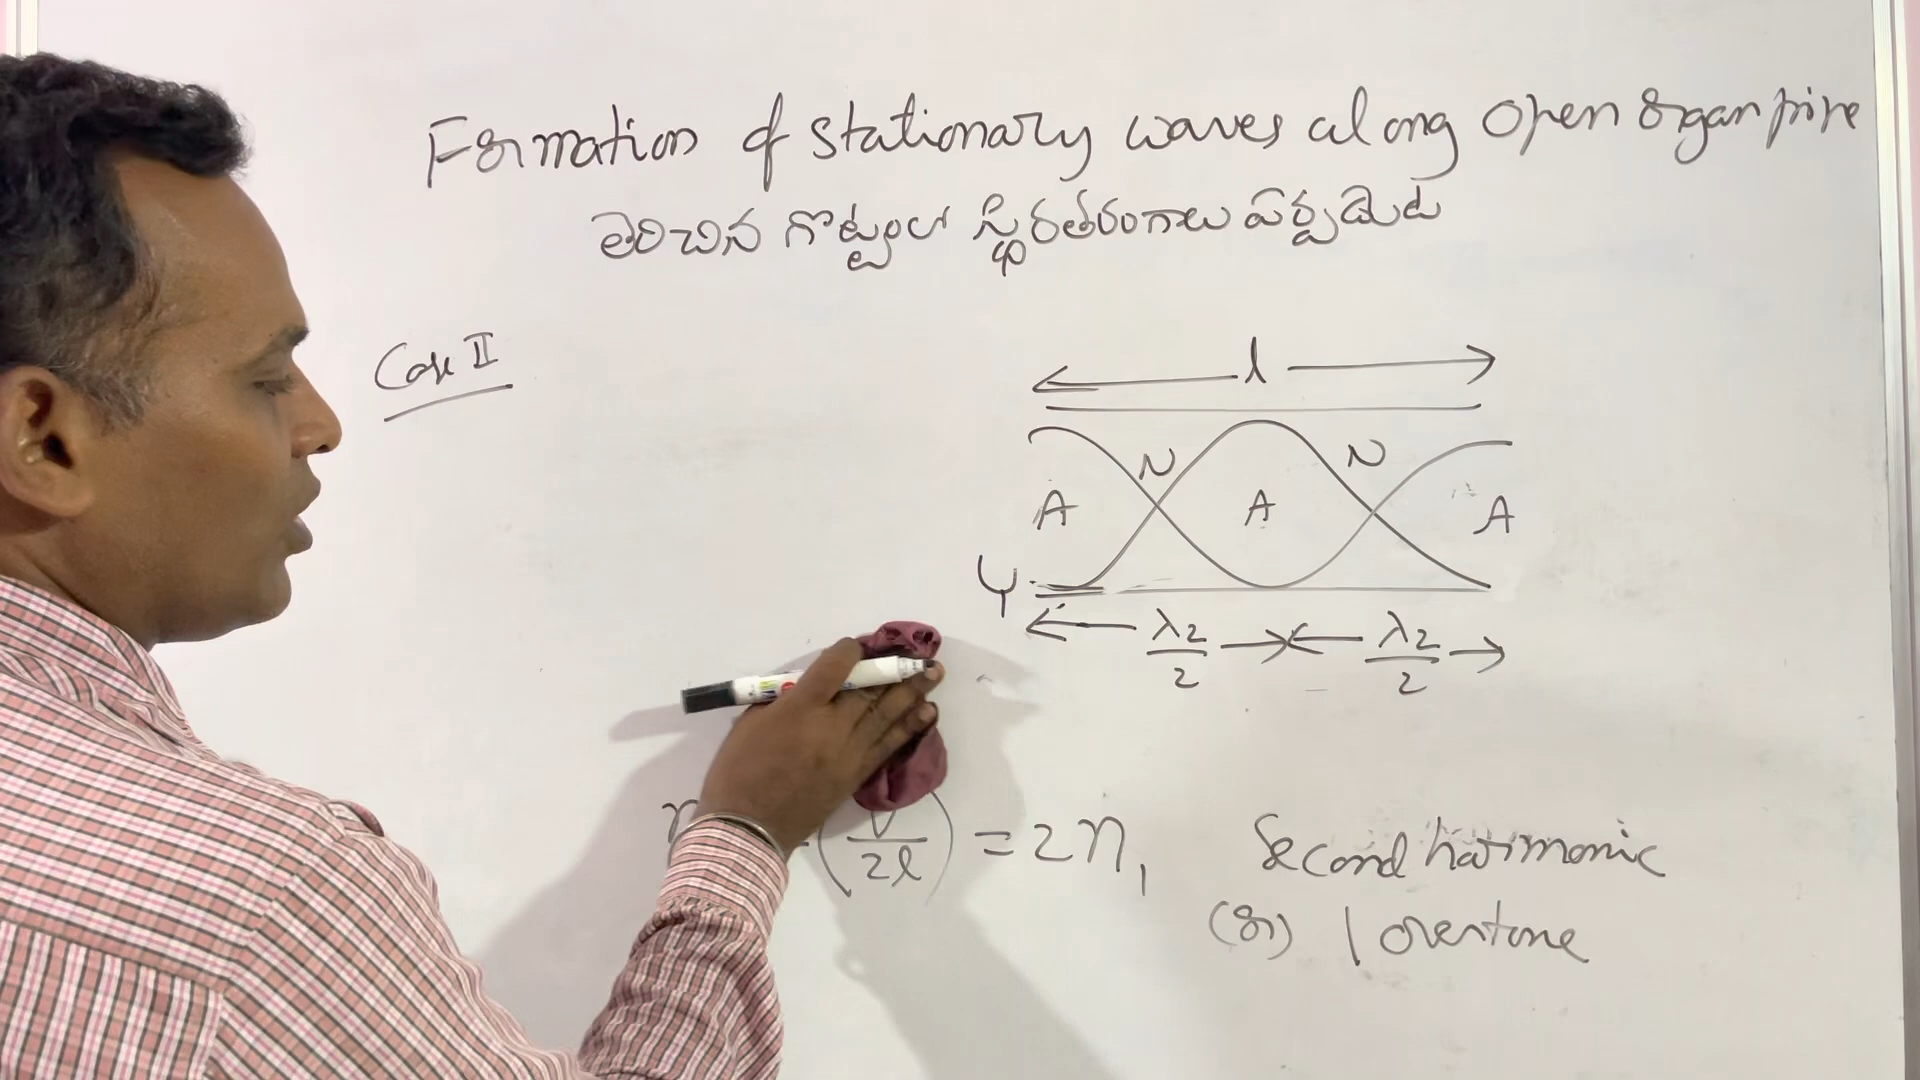 Formation of stationary waves along open organ pipe
తెరిచిన గొట్టంలో స్థిరతరంగాలు ఏర్పడుట
Case II
l
N N
A A A
λ2/2 λ2/2
n (v/2l) = 2n1
Second harmonic
(or) 1 overtone